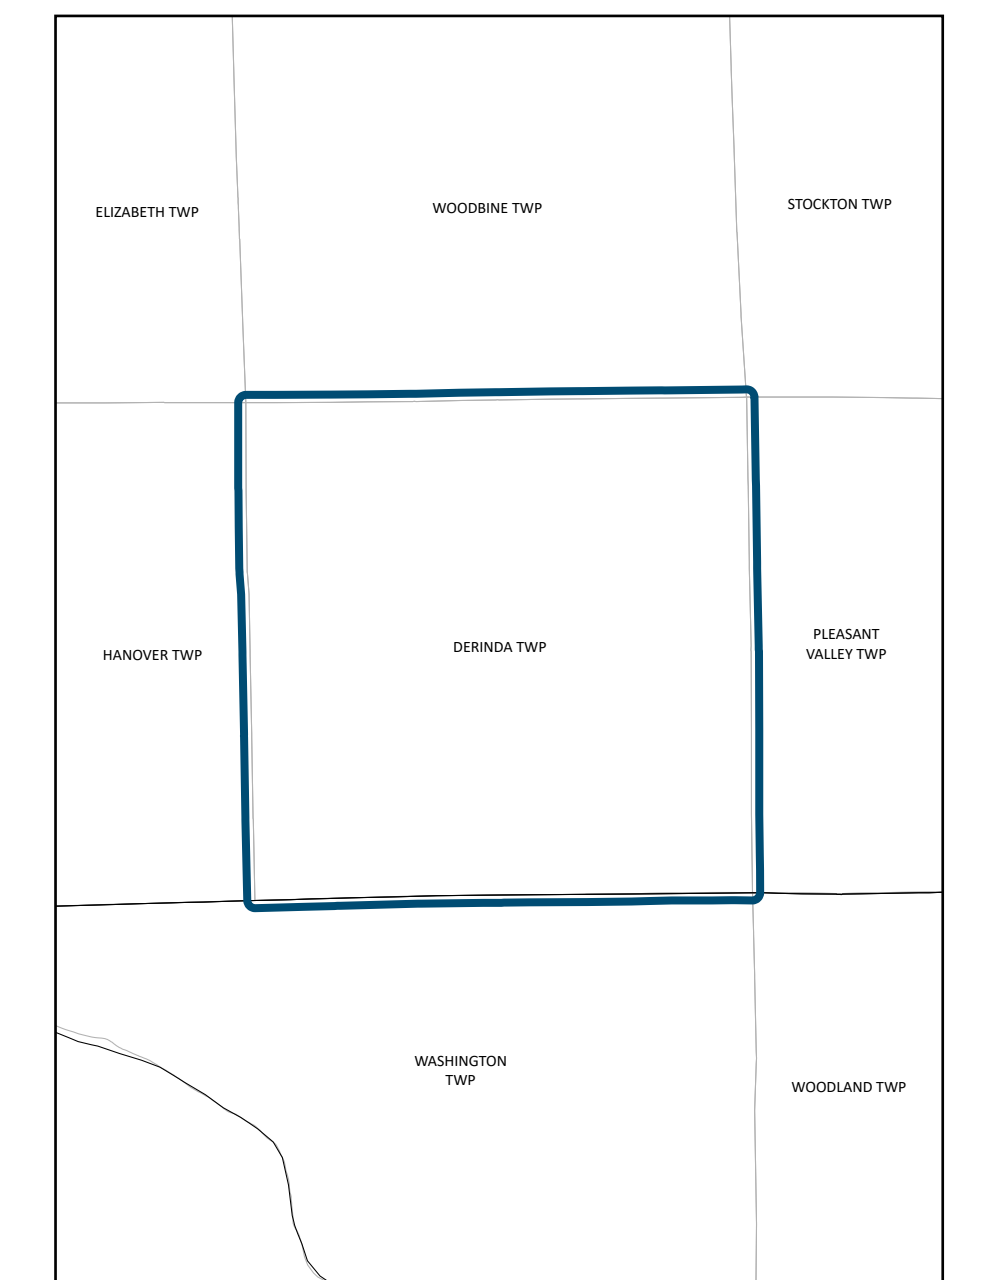 ELIZABETH TWP
WOODBINE TWP
STOCKTON TWP
HANOVER TWP
DERINDA TWP
PLEASANT
VALLEY TWP
WASHINGTON
TWP
WOODLAND TWP